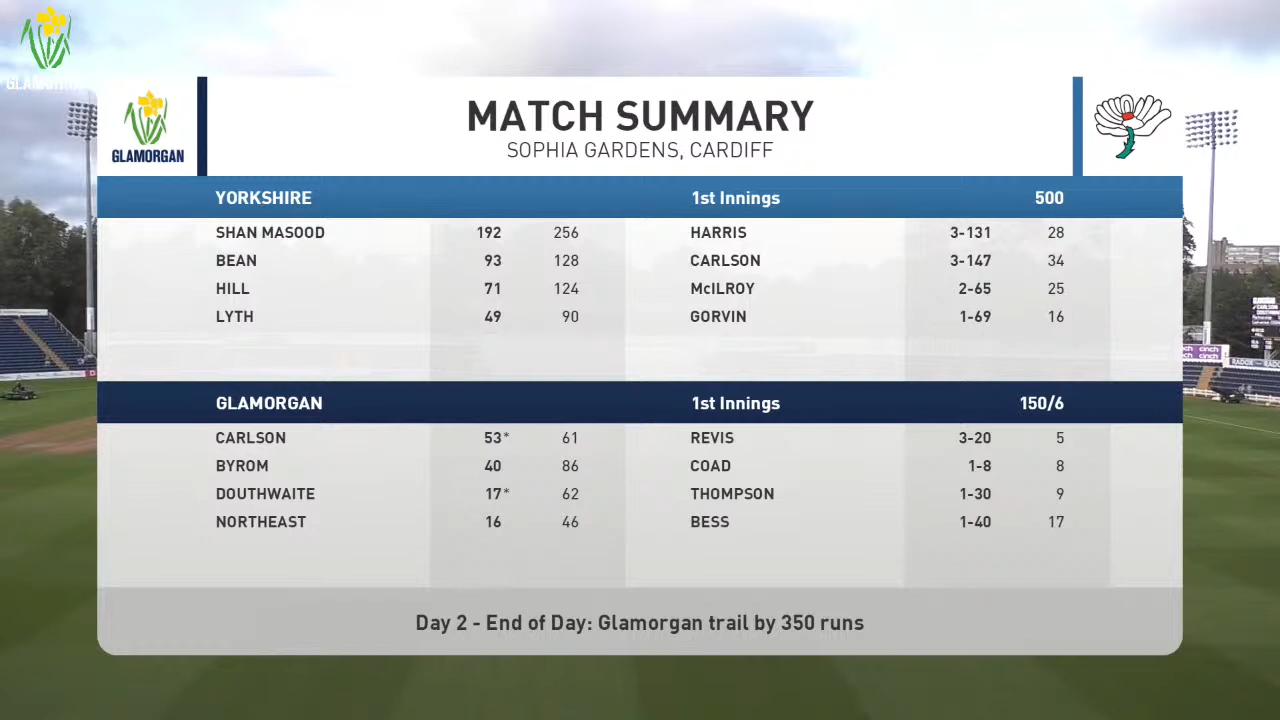 GLAMORGAN
MATCH SUMMARY
SOPHIA GARDENS, CARDIFF
GLAMORGAN
YORKSHIRE 1st Innings 500
SHAN MASOOD 192 256 HARRIS 3-131 28
BEAN 93 128 CARLSON 3-147 34
HILL 71 124 McILROY 2-65 25
LYTH 49 90 GORVIN 1-69 16
GLAMORGAN 1st Innings 150/6
CARLSON 53* 61 REVIS 3-20 5
BYROM 40 86 COAD 1-8 8
DOUTHWAITE 17* 62 THOMPSON 1-30 9
NORTHEAST 16 46 BESS 1-40 17
Day 2 - End of Day: Glamorgan trail by 350 runs
cinch